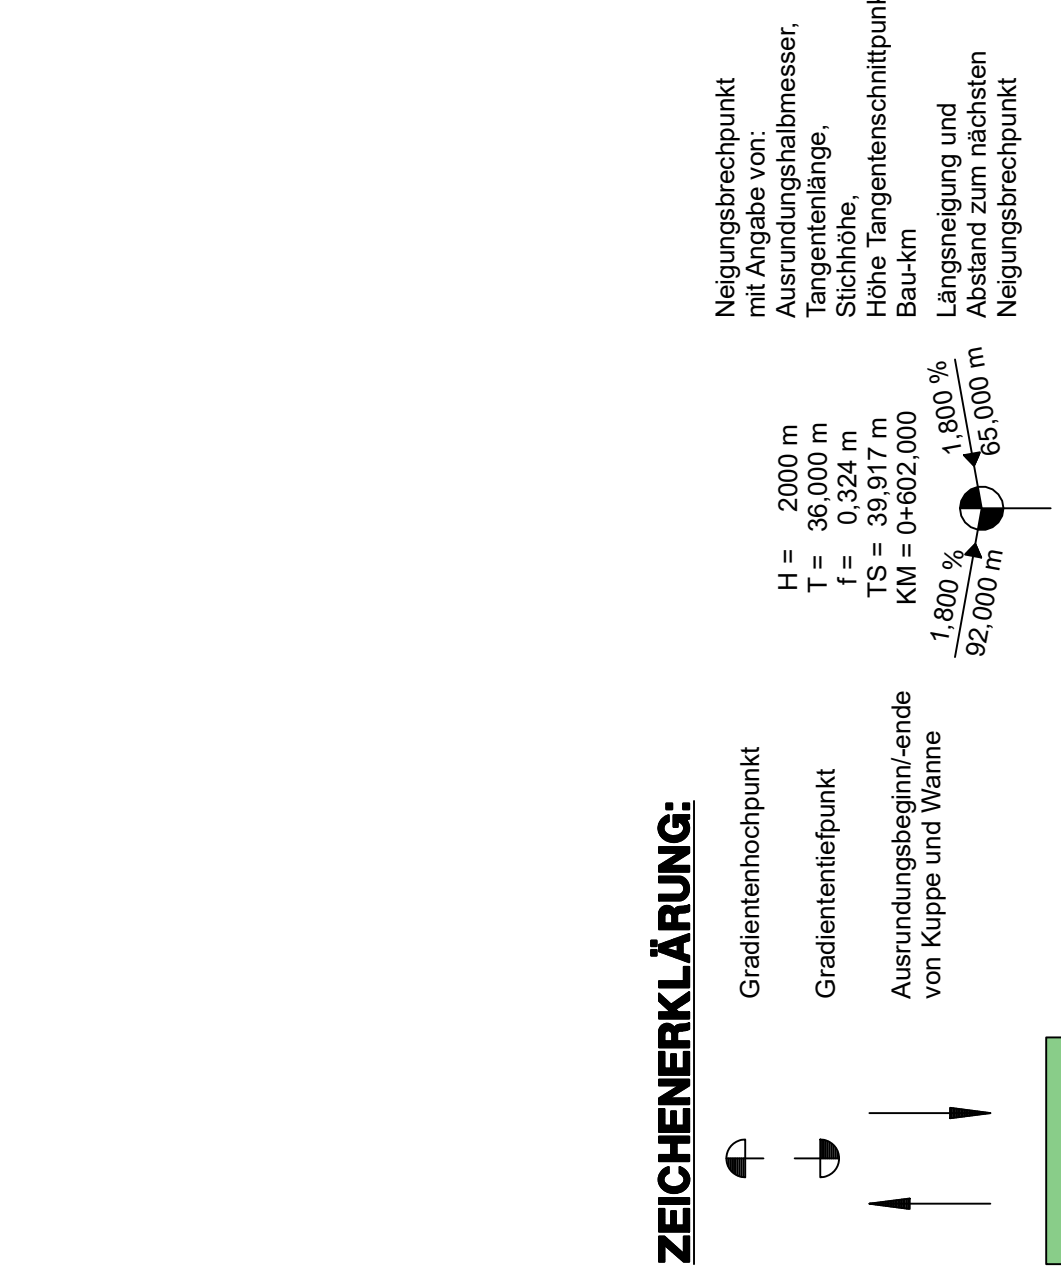 ZEICHENERKLÄRUNG:
Gradientenhochpunkt
Gradiententiefpunkt
Ausrundungsbeginn/-ende
von Kuppe und Wanne
H = 2000 m
T = 36,000 m
f = 0,324 m
TS = 39,917 m
KM = 0+602,000
1,800 %
92,000 m
1,800 %
65,000 m
Neigungsbrechpunkt
mit Angabe von:
Ausrundungshalbmesser,
Tangentenlänge,
Stichhöhe,
Höhe Tangentenschnittpunkt
Bau-km
Längsneigung und
Abstand zum nächsten
Neigungsbrechpunkt